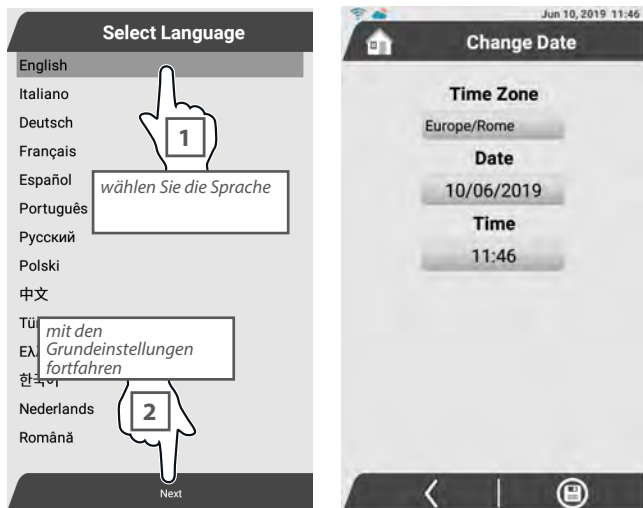 Select Language
English
Italiano
Deutsch
1
Français
Español
wählen Sie die Sprache
Português
Русский
Polski
中文
mit den
Grundeinstellungen
fortfahren
Nederlands
2
Română
Next
Jun 10, 2019 11:46
Change Date
Time Zone
Europe/Rome
Date
10/06/2019
Time
11:46